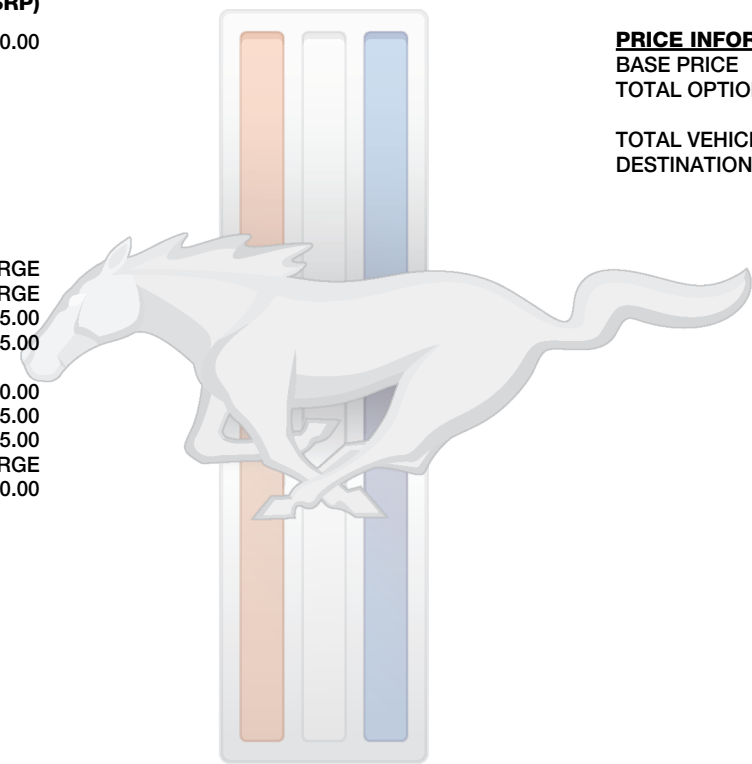 SRP)
0.00
RGE
RGE
5.00
5.00
0.00
5.00
5.00
RGE
0.00
PRICE INFOR
BASE PRICE
TOTAL OPTION
TOTAL VEHICL
DESTINATION